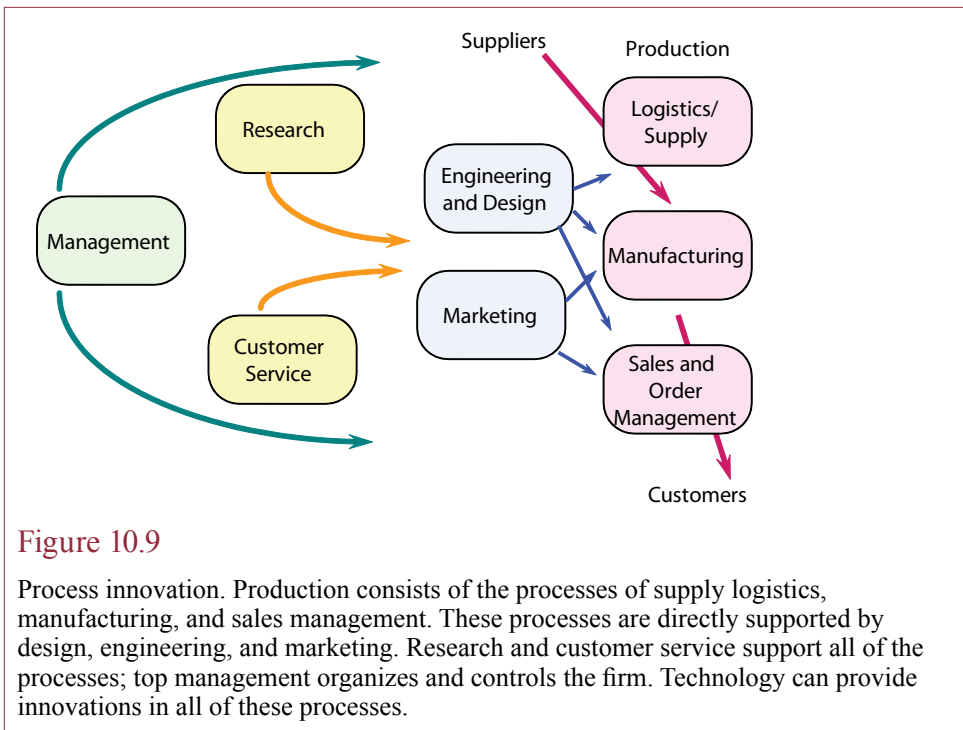 Suppliers
Production
Logistics/
Supply
Research
Engineering
and Design
Management
Manufacturing
Marketing
Customer
Service
Sales and
Order
Management
Customers
Figure 10.9
Process innovation. Production consists of the processes of supply logistics,
manufacturing, and sales management. These processes are directly supported by
design, engineering, and marketing. Research and customer service support all of the
processes; top management organizes and controls the firm. Technology can provide
innovations in all of these processes.